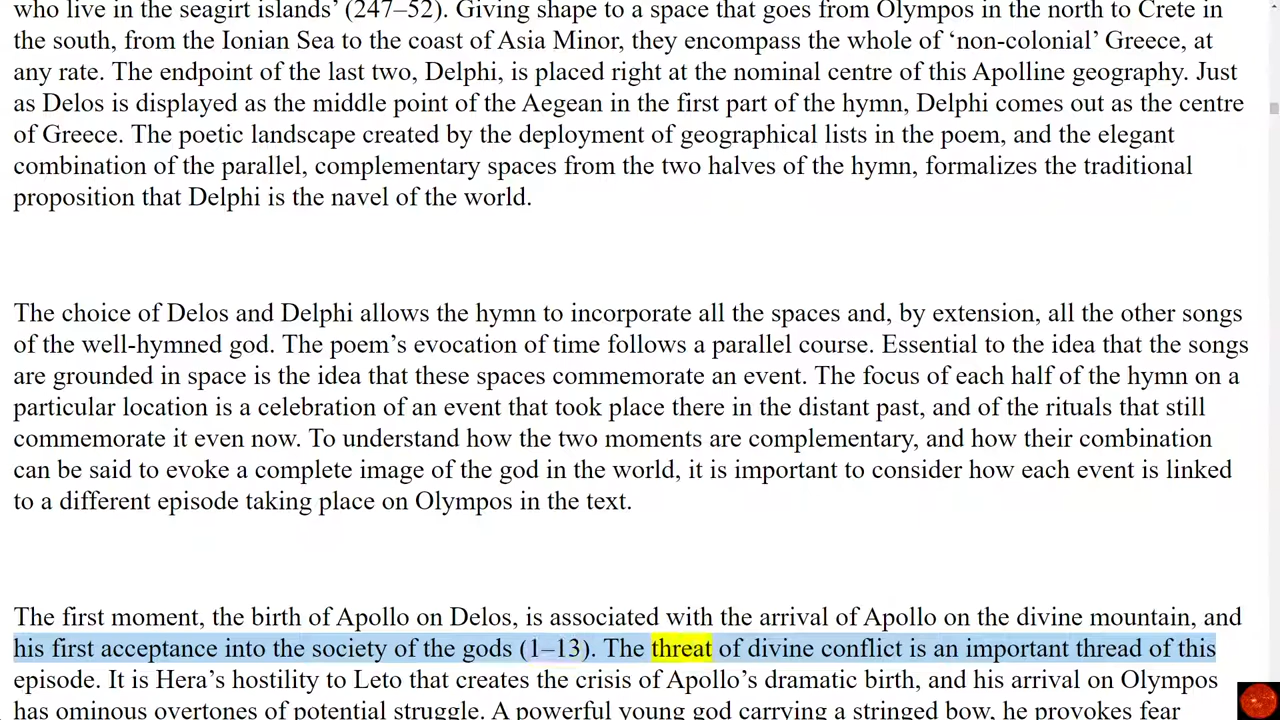 who live in the seagirt islands’ (247–52). Giving shape to a space that goes from Olympos in the north to Crete in
the south, from the Ionian Sea to the coast of Asia Minor, they encompass the whole of ‘non-colonial’ Greece, at
any rate. The endpoint of the last two, Delphi, is placed right at the nominal centre of this Apolline geography. Just
as Delos is displayed as the middle point of the Aegean in the first part of the hymn, Delphi comes out as the centre
of Greece. The poetic landscape created by the deployment of geographical lists in the poem, and the elegant
combination of the parallel, complementary spaces from the two halves of the hymn, formalizes the traditional
proposition that Delphi is the navel of the world.
The choice of Delos and Delphi allows the hymn to incorporate all the spaces and, by extension, all the other songs
of the well-hymned god. The poem’s evocation of time follows a parallel course. Essential to the idea that the songs
are grounded in space is the idea that these spaces commemorate an event. The focus of each half of the hymn on a
particular location is a celebration of an event that took place there in the distant past, and of the rituals that still
commemorate it even now. To understand how the two moments are complementary, and how their combination
can be said to evoke a complete image of the god in the world, it is important to consider how each event is linked
to a different episode taking place on Olympos in the text.
The first moment, the birth of Apollo on Delos, is associated with the arrival of Apollo on the divine mountain, and
his first acceptance into the society of the gods (1–13). The threat of divine conflict is an important thread of this
episode. It is Hera’s hostility to Leto that creates the crisis of Apollo’s dramatic birth, and his arrival on Olympos
has ominous overtones of potential struggle. A powerful young god carrying a stringed bow, he provokes fear